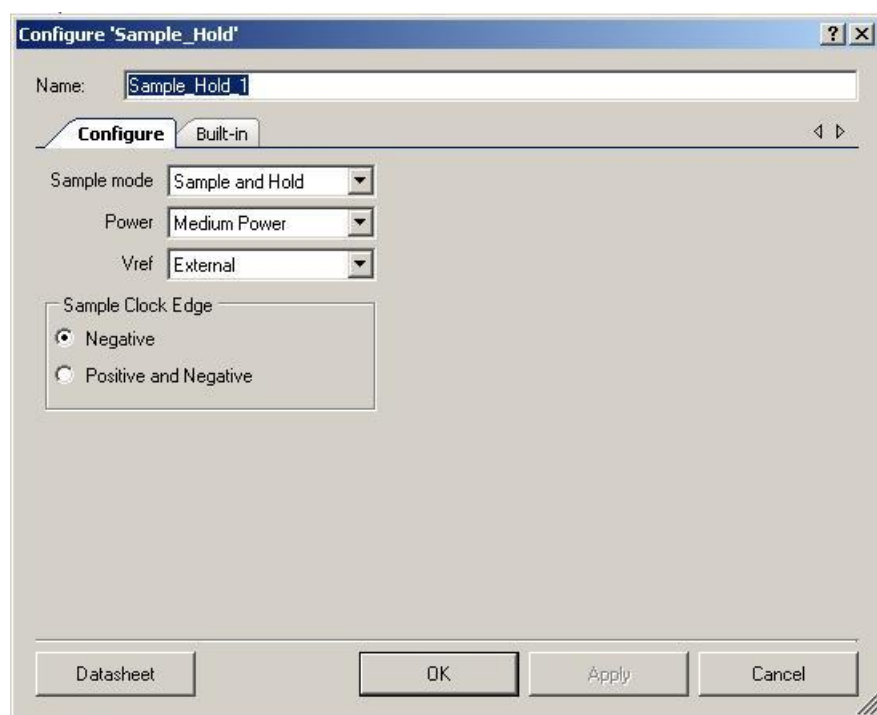 Configure 'Sample_Hold'
Name: Sample_Hold_1
Configure Built-in
Sample mode Sample and Hold
Power Medium Power
Vref External
Sample Clock Edge
Negative
Positive and Negative
Datasheet OK Apply Cancel